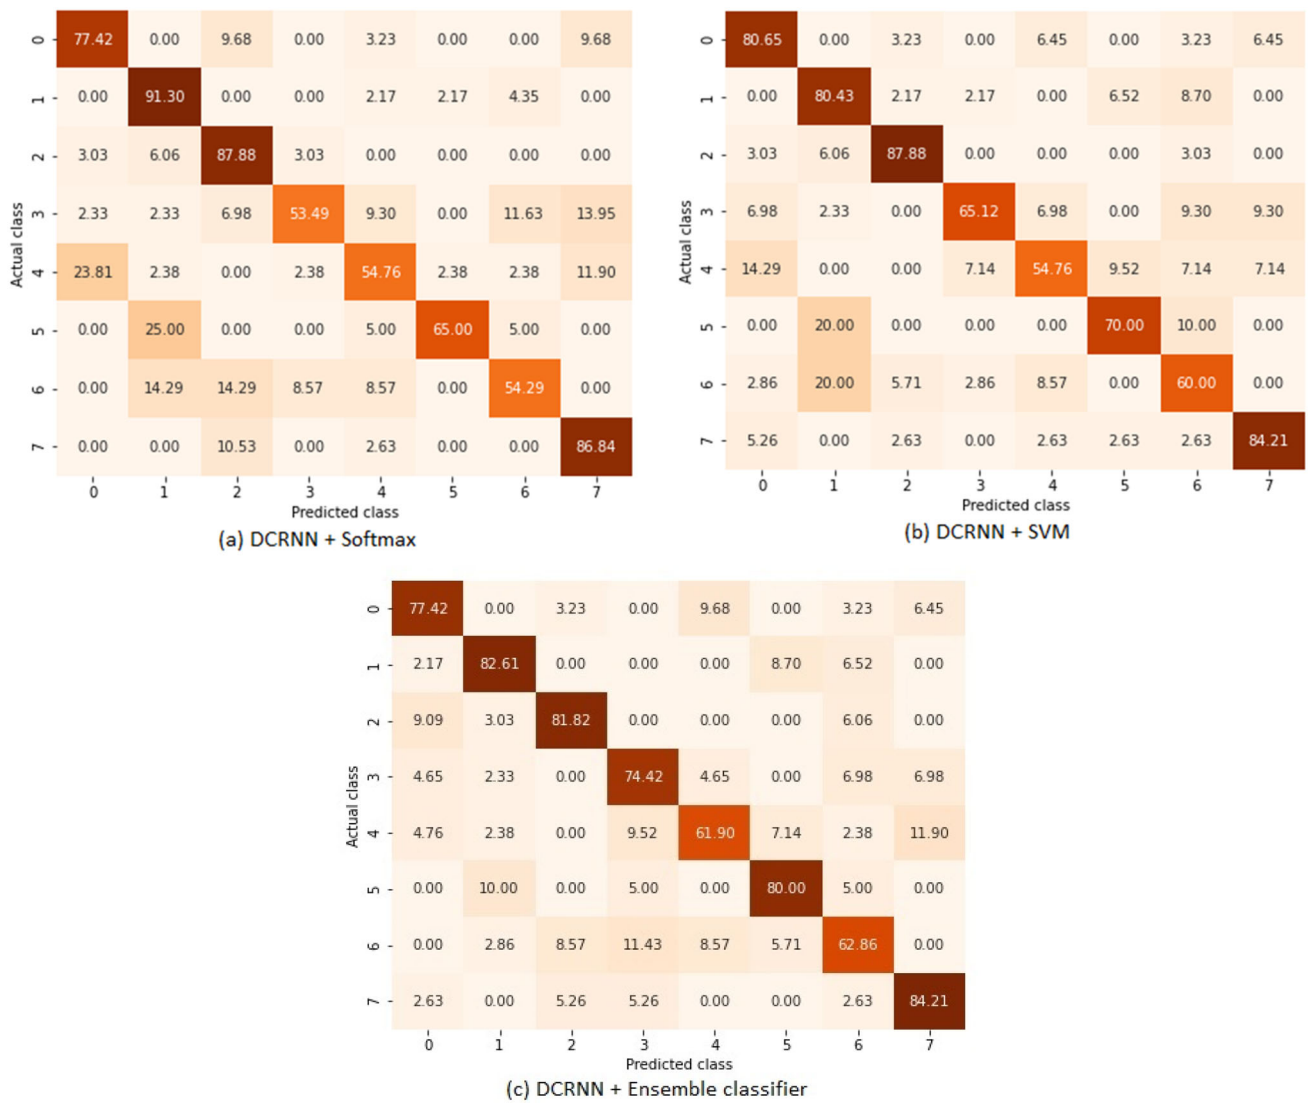 0 77.42 0.00 9.68 0.00 3.23 0.00 0.00 9.68
1 0.00 91.30 0.00 0.00 2.17 2.17 4.35 0.00
2 3.03 6.06 87.88 3.03 0.00 0.00 0.00 0.00
3 2.33 2.33 6.98 53.49 9.30 0.00 11.63 13.95
4 23.81 2.38 0.00 2.38 54.76 2.38 2.38 11.90
5 0.00 25.00 0.00 0.00 5.00 65.00 5.00 0.00
6 0.00 14.29 14.29 8.57 8.57 0.00 54.29 0.00
7 0.00 0.00 10.53 0.00 2.63 0.00 0.00 86.84
Actual class
0 1 2 3 4 5 6 7
Predicted class
(a) DCRNN + Softmax
0 80.65 0.00 3.23 0.00 6.45 0.00 3.23 6.45
1 0.00 80.43 2.17 2.17 0.00 6.52 8.70 0.00
2 3.03 6.06 87.88 0.00 0.00 0.00 3.03 0.00
3 6.98 2.33 0.00 65.12 6.98 0.00 9.30 9.30
4 14.29 0.00 0.00 7.14 54.76 9.52 7.14 7.14
5 0.00 20.00 0.00 0.00 0.00 70.00 10.00 0.00
6 2.86 20.00 5.71 2.86 8.57 0.00 60.00 0.00
7 5.26 0.00 2.63 0.00 2.63 2.63 2.63 84.21
Actual class
0 1 2 3 4 5 6 7
Predicted class
(b) DCRNN + SVM
0 77.42 0.00 3.23 0.00 9.68 0.00 3.23 6.45
1 2.17 82.61 0.00 0.00 0.00 8.70 6.52 0.00
2 9.09 3.03 81.82 0.00 0.00 0.00 6.06 0.00
3 4.65 2.33 0.00 74.42 4.65 0.00 6.98 6.98
4 4.76 2.38 0.00 9.52 61.90 7.14 2.38 11.90
5 0.00 10.00 0.00 5.00 0.00 80.00 5.00 0.00
6 0.00 2.86 8.57 11.43 8.57 5.71 62.86 0.00
7 2.63 0.00 5.26 5.26 0.00 0.00 2.63 84.21
Actual class
0 1 2 3 4 5 6 7
Predicted class
(c) DCRNN + Ensemble classifier